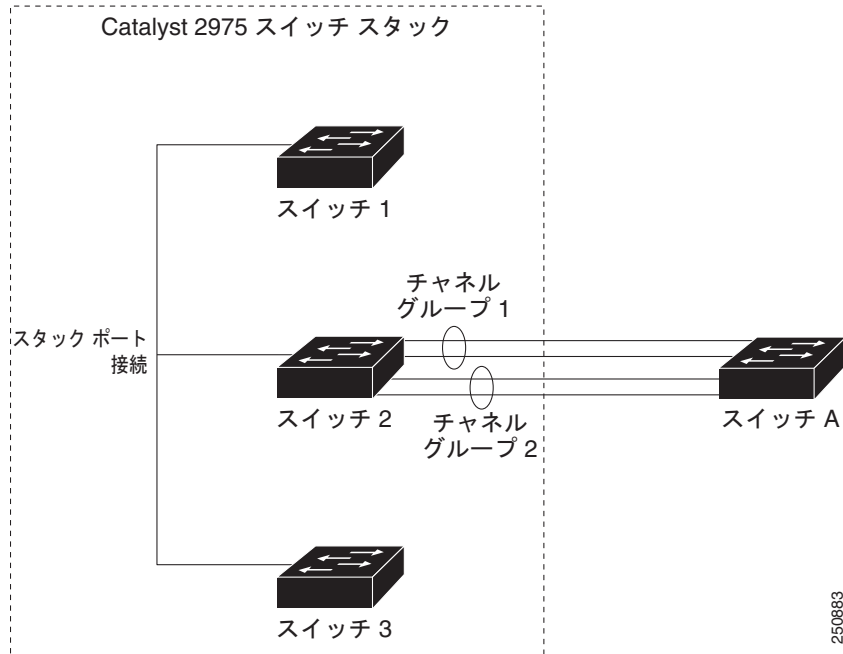 Catalyst 2975 スイッチ スタック
スイッチ 1
チャネル
グループ 1
スタック ポート
接続
スイッチ 2
チャネル
グループ 2
スイッチ A
スイッチ 3
250883